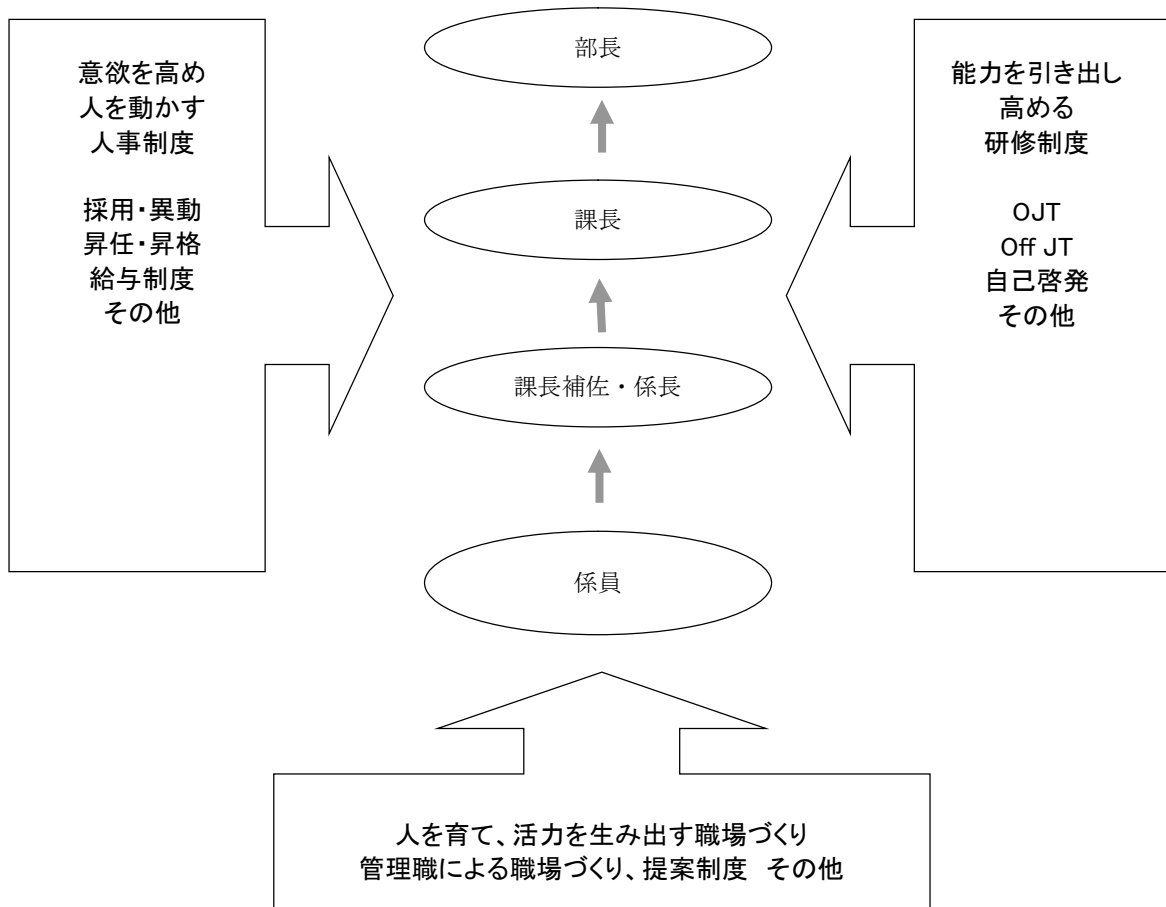 意欲を高め
人を動かす
人事制度
採用・異動
昇任・昇格
給与制度
その他
部長
課長
課長補佐・係長
係員
能力を引き出し
高める
研修制度
OJT
Off JT
自己啓発
その他
人を育て、活力を生み出す職場づくり
管理職による職場づくり、提案制度　その他